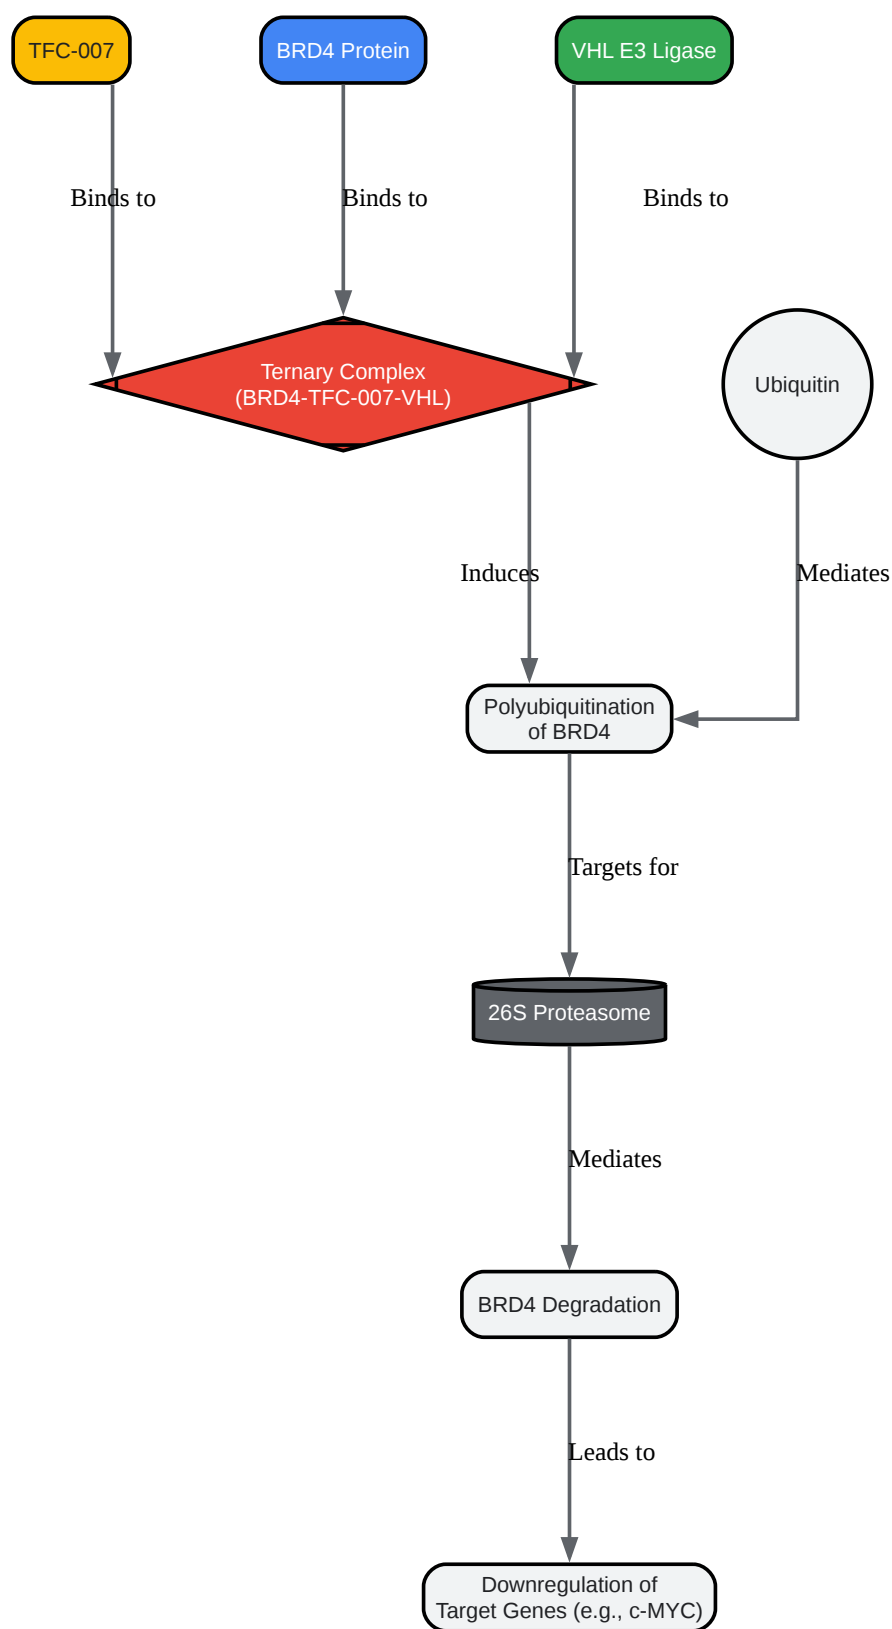 TFC-007
BRD4 Protein
VHL E3 Ligase
Binds to
Binds to
Binds to
Ternary Complex
(BRD4-TFC-007-VHL)
Ubiquitin
Induces
Mediates
Polyubiquitination
of BRD4
Targets for
26S Proteasome
Mediates
BRD4 Degradation
Leads to
Downregulation of
Target Genes (e.g., c-MYC)